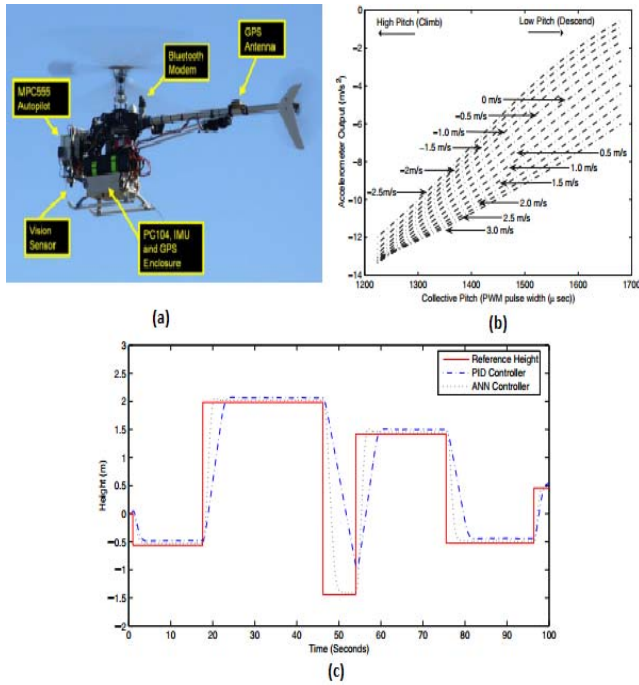 GPS
Antenna
Bluetooth
Modem
MPC555
Autopilot
Vision
Sensor
PC104, IMU
and GPS
Enclosure
(a)
High Pitch (Climb)
Low Pitch (Descend)
Accelerometer Output (m/s²)
0
−2
−4
−6
−8
−10
−12
−14
0 m/s
−0.5 m/s
−1.0 m/s
−1.5 m/s
−2m/s
−2.5m/s
0.5 m/s
1.0 m/s
1.5 m/s
2.0 m/s
2.5 m/s
3.0 m/s
1200 1300 1400 1500 1600 1700
Collective Pitch (PWM pulse width (μ sec))
(b)
Height (m)
3
2.5
2
1.5
1
0.5
0
−0.5
−1
−1.5
−2
Reference Height
PID Controller
ANN Controller
0 10 20 30 40 50 60 70 80 90 100
Time (Seconds)
(c)